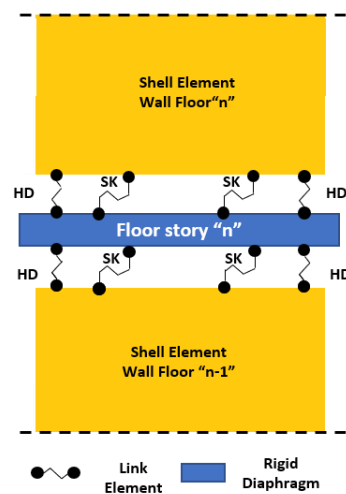 Shell Element
Wall Floor“n”
HD SK SK HD
Floor story “n”
HD SK SK HD
Shell Element
Wall Floor “n-1”
Link Element
Rigid Diaphragm